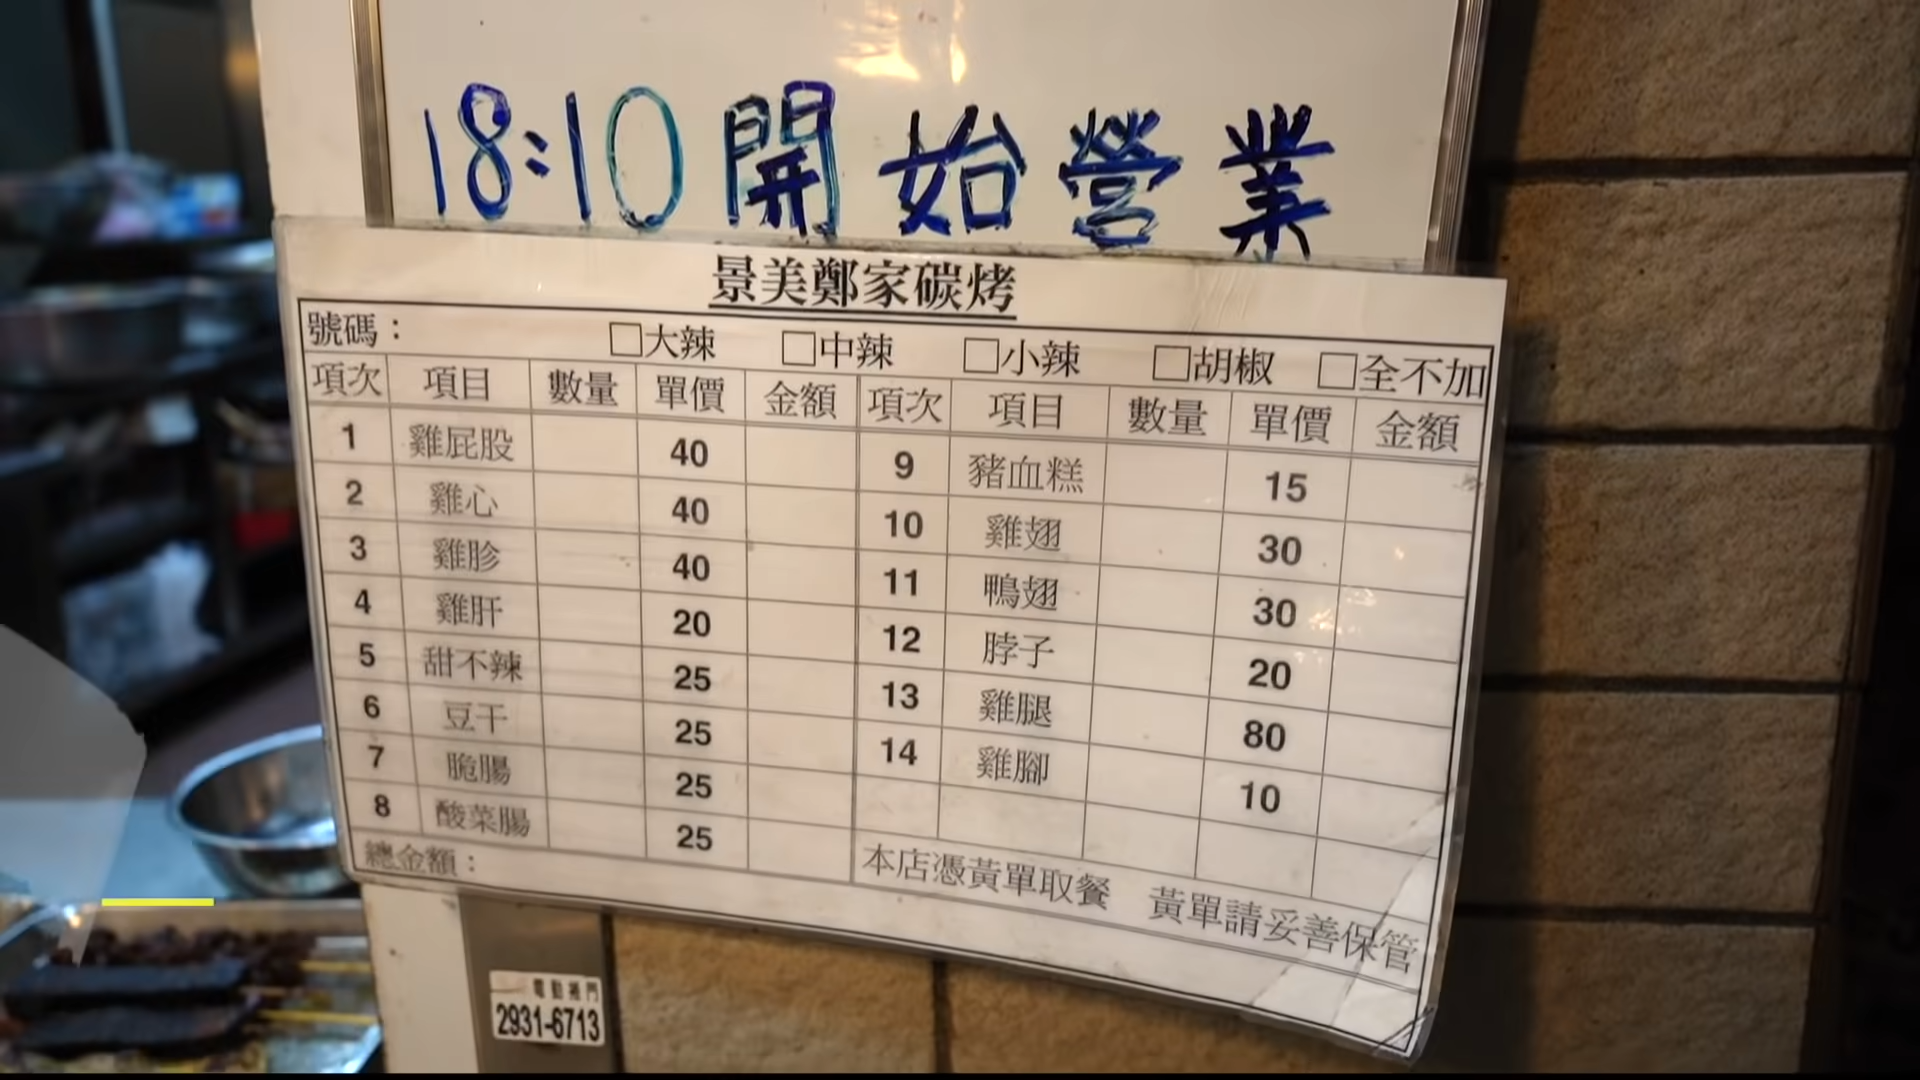 18:10 開始營業
景美鄭家碳烤
號碼： □大辣 □中辣 □小辣 □胡椒 □全不加
項次 項目 數量 單價 金額 項次 項目 數量 單價 金額
1 雞屁股 40 9 豬血糕 15
2 雞心 40 10 雞翅 30
3 雞胗 40 11 鴨翅 30
4 雞肝 20 12 脖子 20
5 甜不辣 25 13 雞腿 80
6 豆干 25 14 雞腳 10
7 脆腸 25
8 酸菜腸 25
總金額： 本店憑黃單取餐 黃單請妥善保管
電動捲門
2931-6713